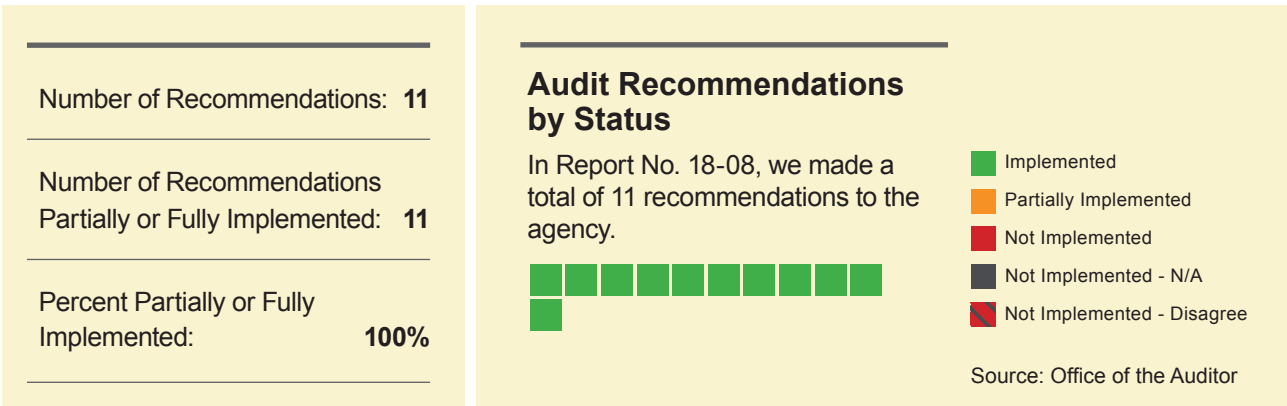 Number of Recommendations: 11
Number of Recommendations
Partially or Fully Implemented: 11
Percent Partially or Fully
Implemented: 100%
Audit Recommendations
by Status
In Report No. 18-08, we made a
total of 11 recommendations to the
agency.
Implemented
Partially Implemented
Not Implemented
Not Implemented - N/A
Not Implemented - Disagree
Source: Office of the Auditor